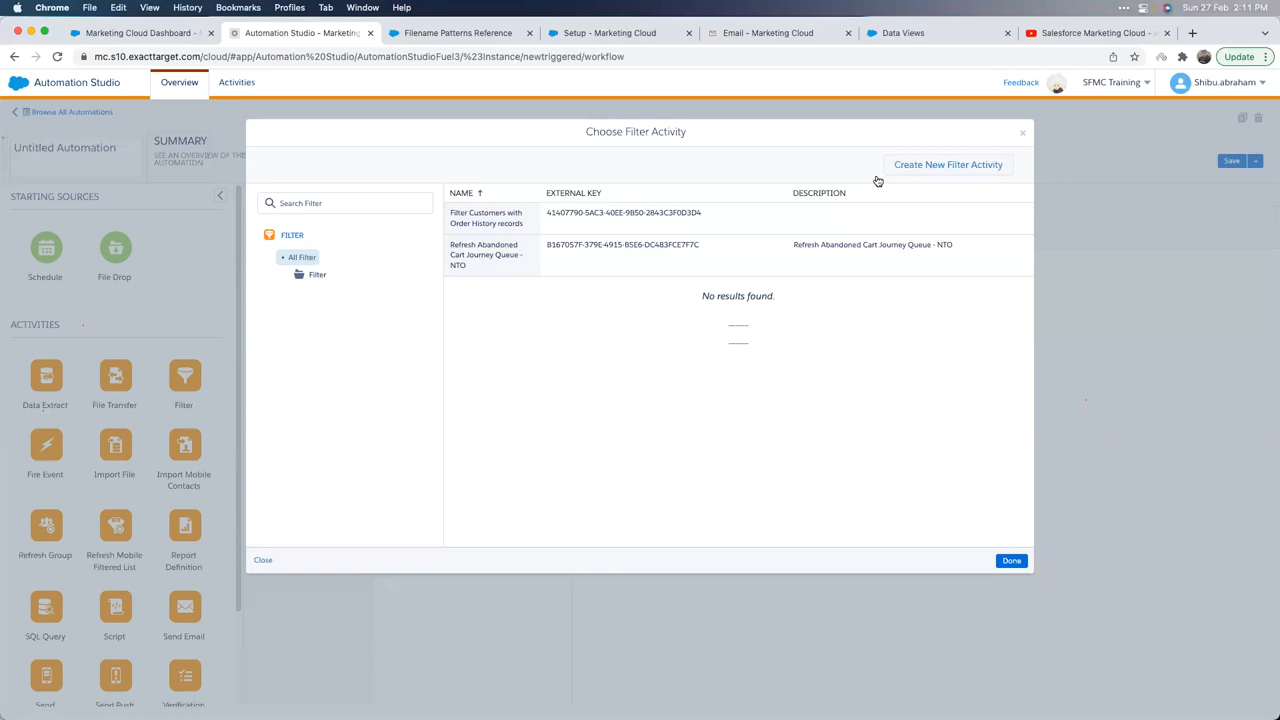 Chrome File Edit View History Bookmarks Profiles Tab Window Help
Sun 27 Feb 2:11 PM
Marketing Cloud Dashboard -
Automation Studio - Marketing
Filename Patterns Reference
Setup - Marketing Cloud
Email - Marketing Cloud
Data Views
Salesforce Marketing Cloud -
mc.s10.exacttarget.com/cloud/#app/Automation%20Studio/AutomationStudioFuel3/%23Instance/newtriggered/workflow
Update
Automation Studio
Overview
Activities
Feedback
SFMC Training
Shibu.abraham
Browse All Automations
Untitled Automation
SUMMARY
SEE AN OVERVIEW OF THE
AUTOMATION
Save
STARTING SOURCES
Schedule
File Drop
ACTIVITIES
Data Extract
File Transfer
Filter
Fire Event
Import File
Import Mobile
Contacts
Refresh Group
Refresh Mobile
Filtered List
Report
Definition
SQL Query
Script
Send Email
Send
Send Push
Verification
Choose Filter Activity
Create New Filter Activity
Search Filter
FILTER
All Filter
Filter
NAME
EXTERNAL KEY
DESCRIPTION
Filter Customers with
Order History records
41407790-5AC3-40EE-9B50-2843C3F0D3D4
Refresh Abandoned
Cart Journey Queue -
NTO
B167057F-379E-4915-B5E6-DC483FCE7F7C
Refresh Abandoned Cart Journey Queue - NTO
No results found.
Close
Done